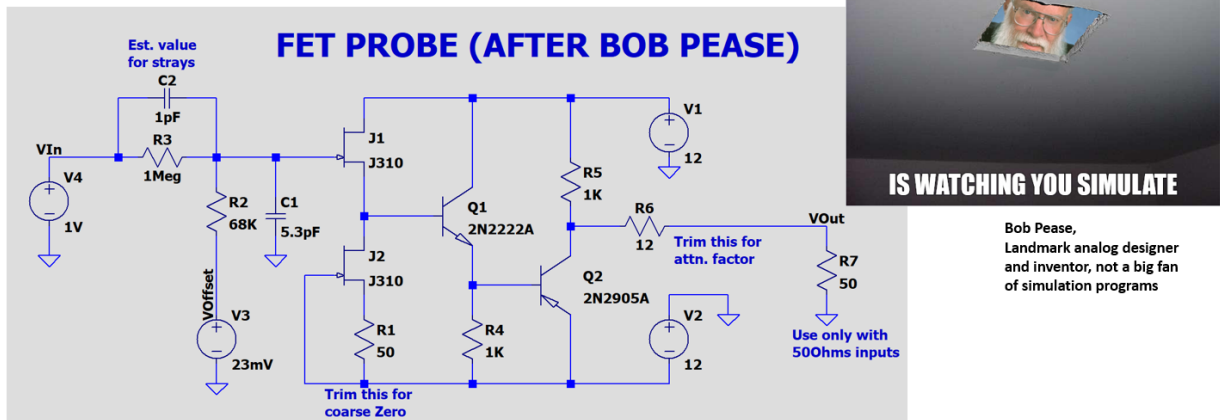 FET PROBE (AFTER BOB PEASE)
Est. value
for strays
C2
1pF
R3
1Meg
VIn
V4
1V
R2
68K
C1
5.3pF
VOffset
V3
23mV
J1
J310
J2
J310
R1
50
Trim this for
coarse Zero
Q1
2N2222A
R4
1K
R5
1K
Q2
2N2905A
R6
12
Trim this for
attn. factor
V1
12
V2
12
VOut
R7
50
Use only with
50Ohms inputs
IS WATCHING YOU SIMULATE
Bob Pease,
Landmark analog designer
and inventor, not a big fan
of simulation programs